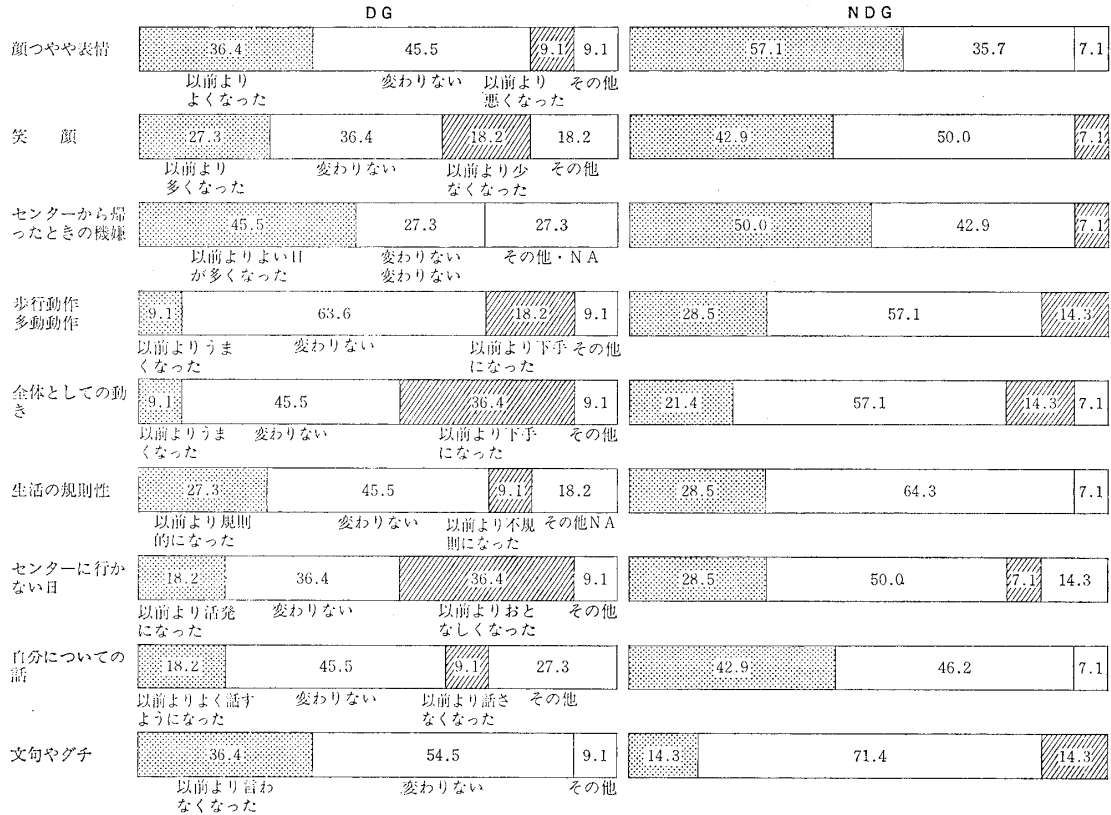 DG
NDG
顔つやや表情
36.4 45.5 9.1 9.1
57.1 35.7 7.1
以前より
よくなった
変わりない
以前より
悪くなった
その他
笑　顔
27.3 36.4 18.2 18.2
42.9 50.0 7.1
以前より
多くなった
変わりない
以前より少
なくなった
その他
センターから帰
ったときの機嫌
45.5 27.3 27.3
50.0 42.9 7.1
以前よりよい日
が多くなった
変わりない
変わりない
その他・NA
歩行動作
多動動作
9.1 63.6 18.2 9.1
28.5 57.1 14.3
以前よりうま
くなった
変わりない
以前より下手
になった
その他
全体としての動
き
9.1 45.5 36.4 9.1
21.4 57.1 14.3 7.1
以前よりうま
くなった
変わりない
以前より下手
になった
その他
生活の規則性
27.3 45.5 9.1 18.2
28.5 64.3 7.1
以前より規則
的になった
変わりない
以前より不規
則になった
その他NA
センターに行か
ない日
18.2 36.4 36.4 9.1
28.5 50.0 7.1 14.3
以前より活発
になった
変わりない
以前よりおと
なしくなった
その他
自分についての
話
18.2 45.5 9.1 27.3
42.9 46.2 7.1
以前よりよく話す
ようになった
変わりない
以前より話さ
なくなった
その他
文句やグチ
36.4 54.5 9.1
14.3 71.4 14.3
以前より言わ
なくなった
変わりない
その他